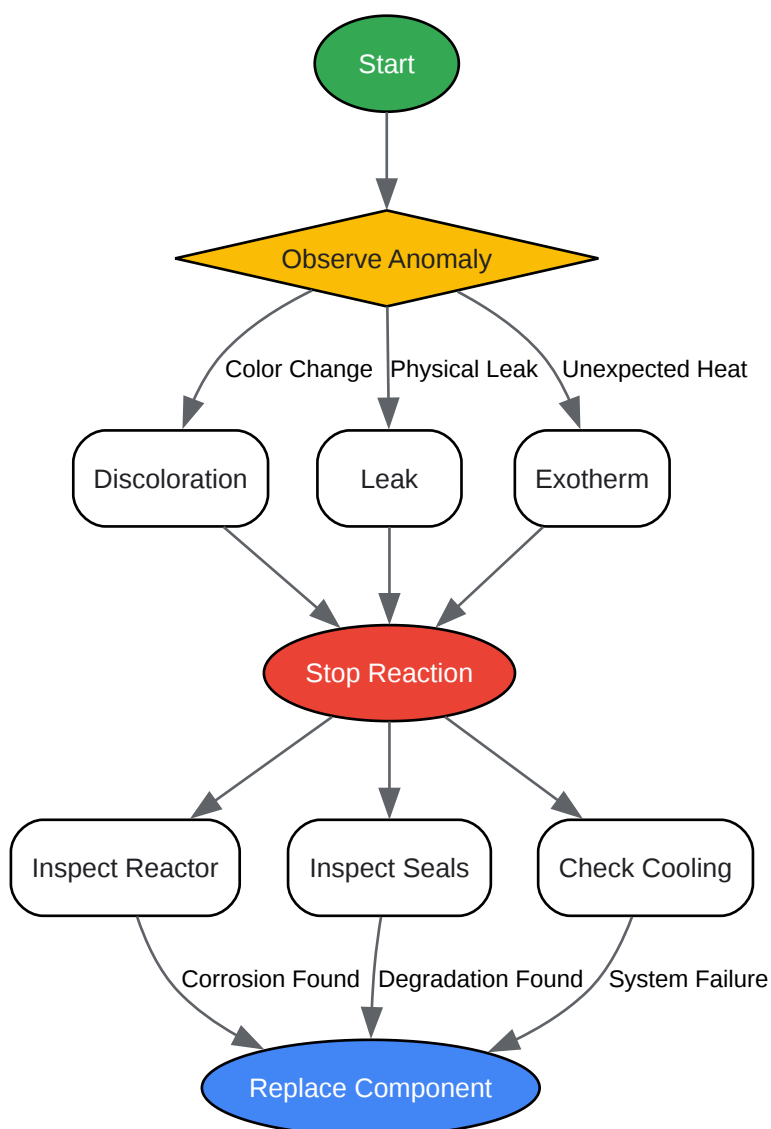 Start
Observe Anomaly
Color Change
Physical Leak
Unexpected Heat
Discoloration
Leak
Exotherm
Stop Reaction
Inspect Reactor
Inspect Seals
Check Cooling
Corrosion Found
Degradation Found
System Failure
Replace Component